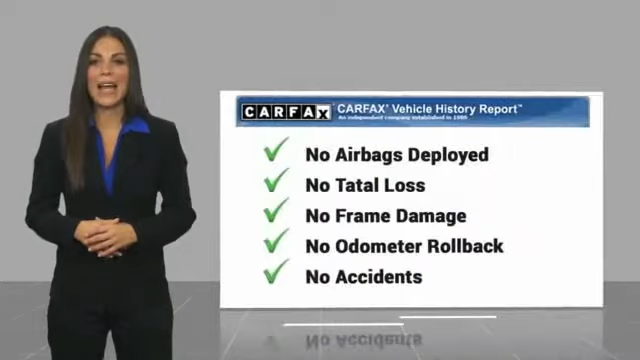 CARFAX CARFAX Vehicle History Report™
An independent company established in 1986
No Airbags Deployed
No Tatal Loss
No Frame Damage
No Odometer Rollback
No Accidents